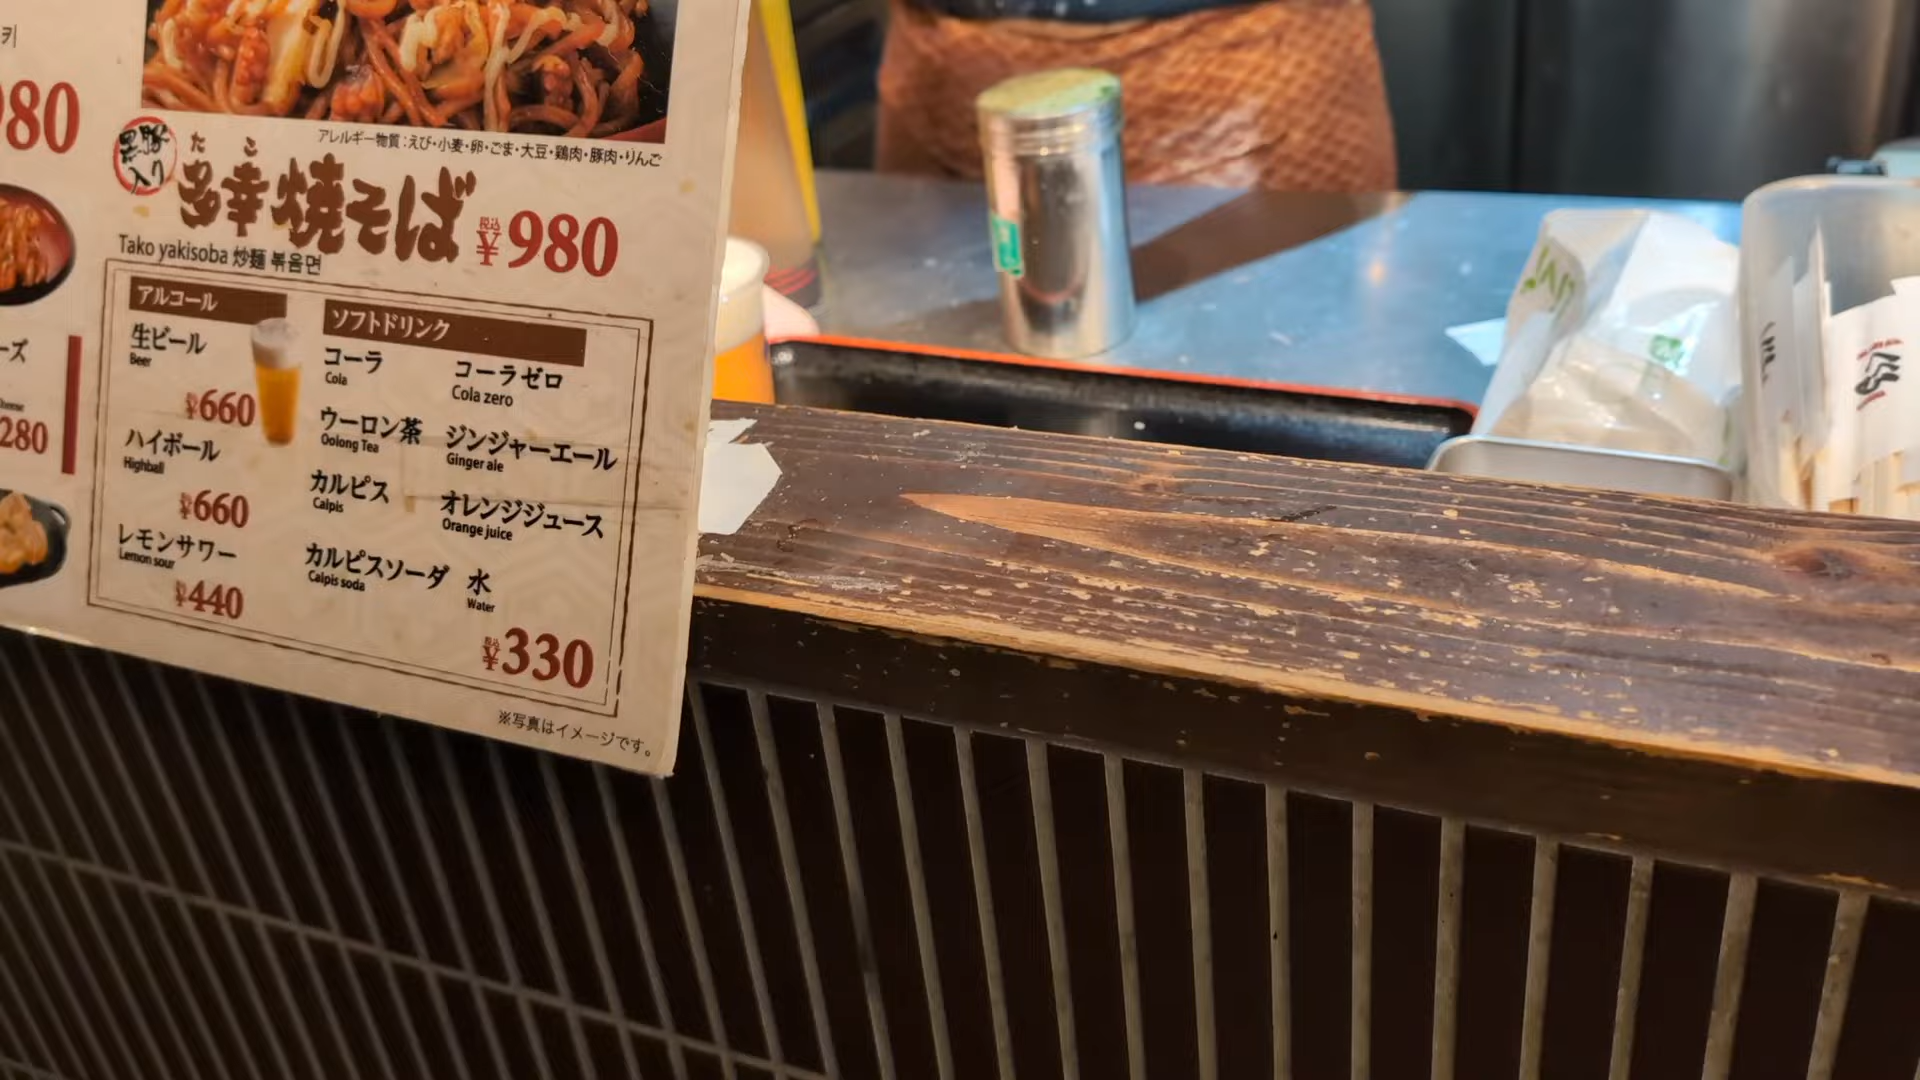 키
980
ーズ
280
アレルギー物質:えび・小麦・卵・ごま・大豆・鶏肉・豚肉・りんご
黒豚入り
たこ
多幸焼そば 税込¥980
Tako yakisoba 炒麺 볶음면
アルコール
生ビール
Beer
¥660
ハイボール
Highball
¥660
レモンサワー
Lemon sour
¥440
ソフトドリンク
コーラ コーラゼロ
Cola Cola zero
ウーロン茶 ジンジャーエール
Oolong Tea Ginger ale
カルピス オレンジジュース
Calpis Orange juice
カルピスソーダ 水
Calpis soda Water
税込¥330
※写真はイメージです。